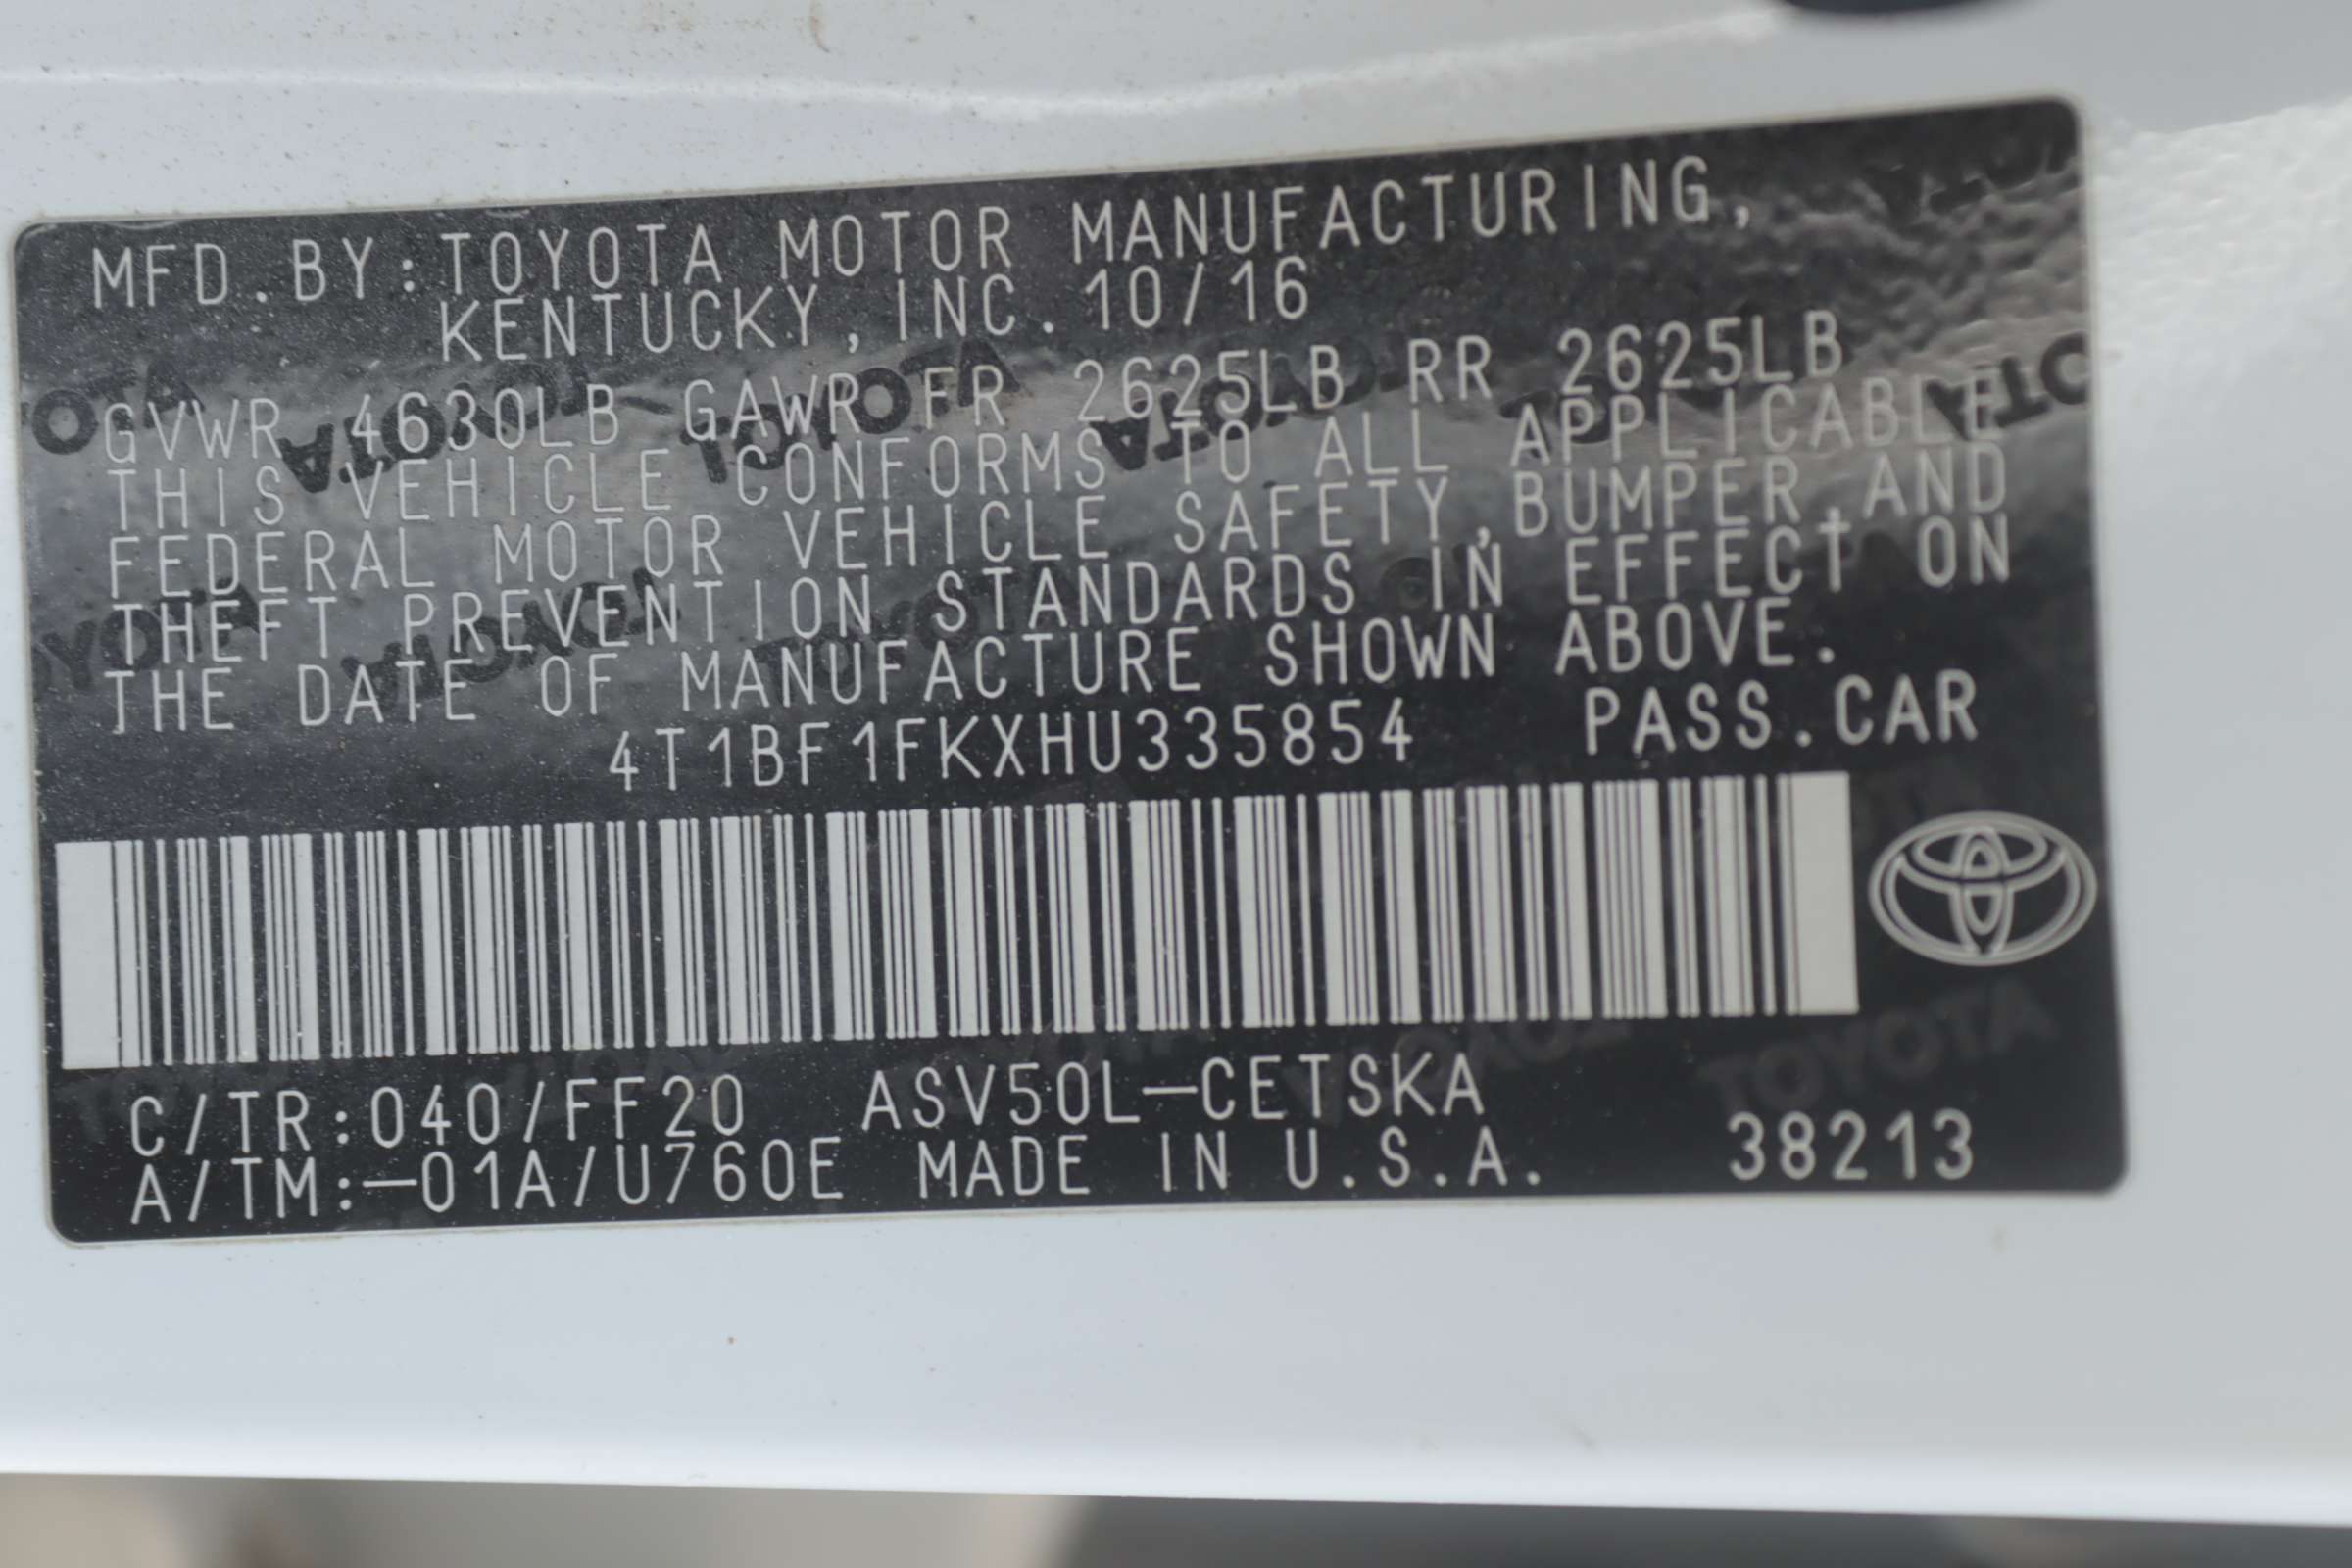 MFD.BY:TOYOTA MOTOR MANUFACTURING,
KENTUCKY,INC. 10/16
GVWR 4630LB GAWR FR 2625LB RR 2625LB
THIS VEHICLE CONFORMS TO ALL APPLICABLE
FEDERAL MOTOR VEHICLE SAFETY,BUMPER,AND
THEFT PREVENTION STANDARDS IN EFFECT ON
THE DATE OF MANUFACTURE SHOWN ABOVE.
4T1BF1FKXHU335854 PASS.CAR
C/TR:040/FF20 ASV50L-CETSKA
A/TM:-01A/U760E MADE IN U.S.A. 38213